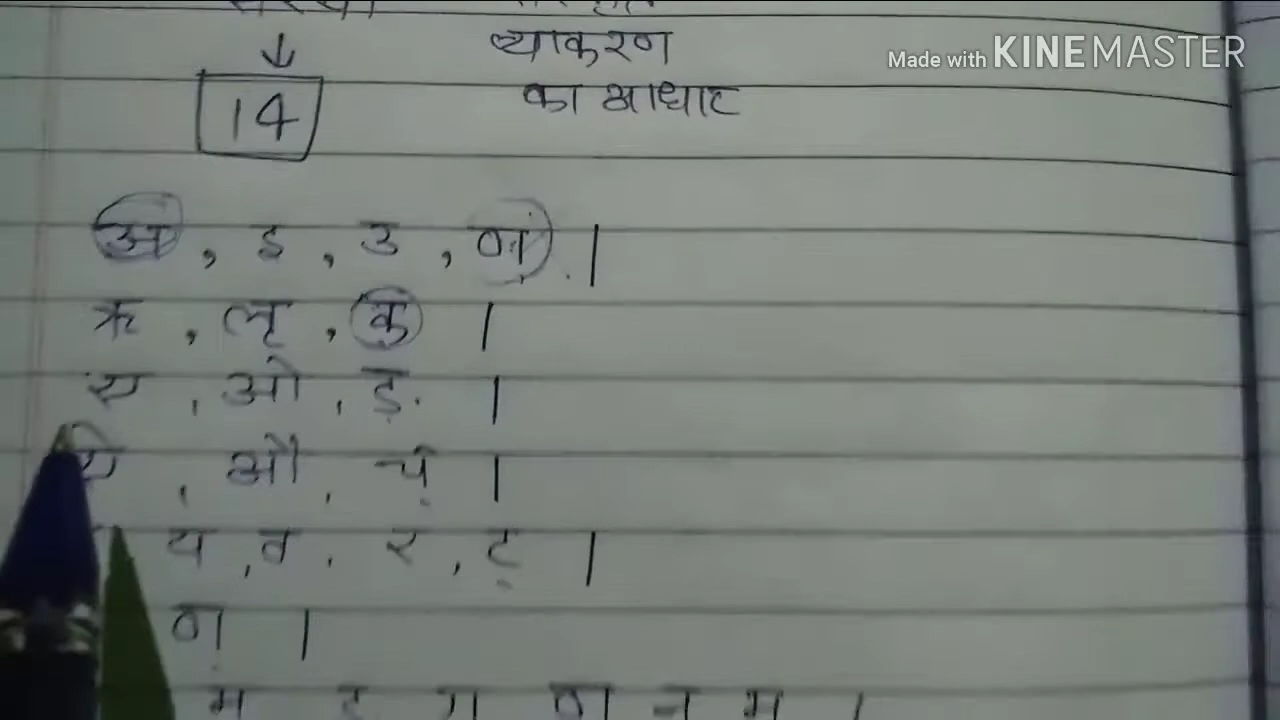 व्याकरण
Made with KINEMASTER
का आधार
14
अ , इ , उ , ण् ।
ऋ , लृ , क् ।
ए , ओ , ङ ।
ऐ , औ , च् ।
य , व , र , ट् ।
ण् ।
म ङ ण न म ।